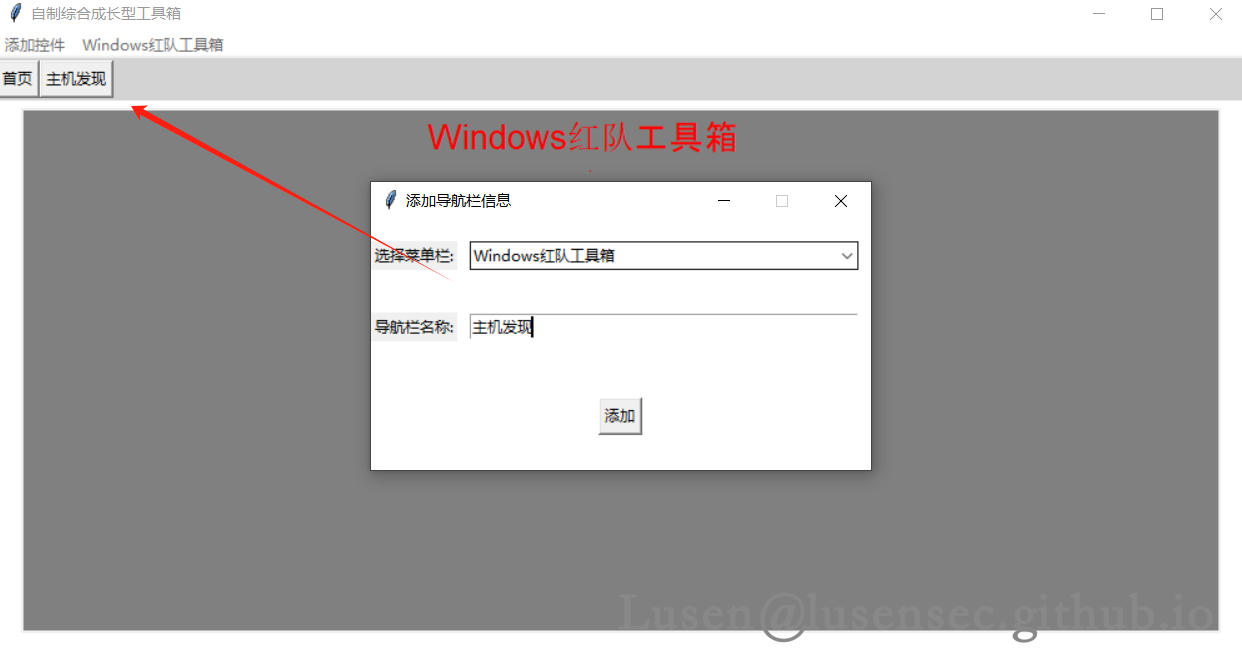 自制综合成长型工具箱
添加控件 Windows红队工具箱
首页 主机发现
Windows红队工具箱
添加导航栏信息
选择菜单栏: Windows红队工具箱
导航栏名称: 主机发现
添加
Lusen@lusensec.github.io